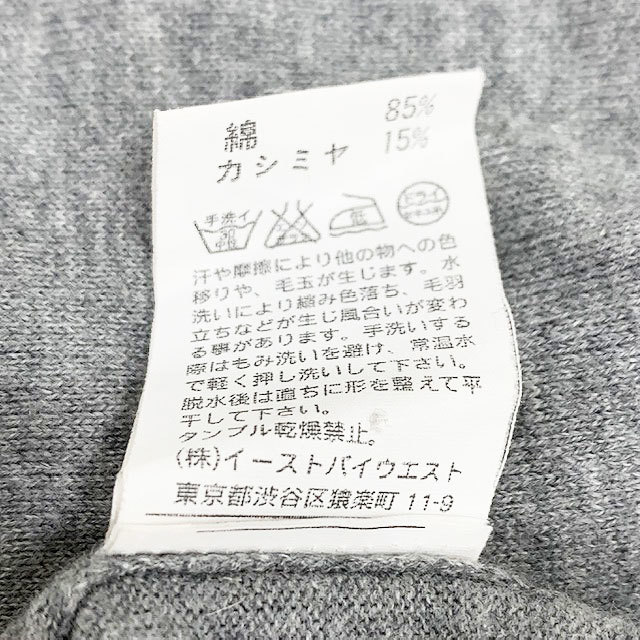 綿 85%
カシミヤ 15%
手洗イ ドライ
汗や摩擦により他の物への色
移りや、毛玉が生じます。水
洗いにより縮み色落ち、毛羽
立ちなどが生じ風合いが変わ
る事があります。手洗いする
際はもみ洗いを避け、常温水
で軽く押し洗いして下さい。
脱水後は直ちに形を整えて平
干して下さい。
タンブル乾燥禁止。
(株)イーストバイウエスト
東京都渋谷区猿楽町 11-9